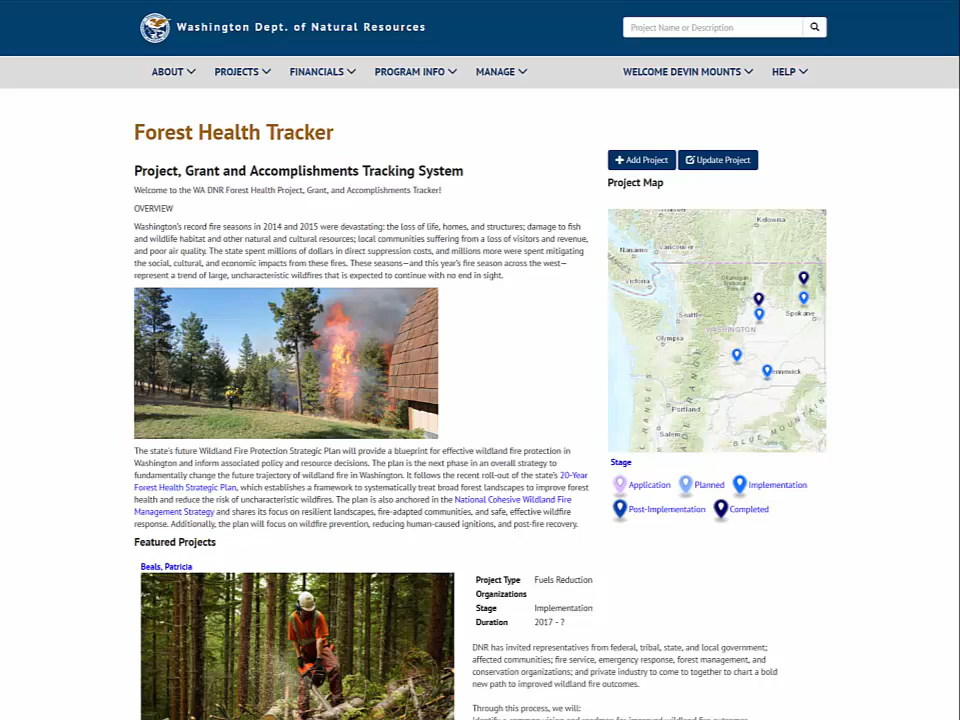 Washington Dept. of Natural Resources
Project Name or Description
ABOUT PROJECTS FINANCIALS PROGRAM INFO MANAGE WELCOME DEVIN MOUNTS HELP
Forest Health Tracker
Project, Grant and Accomplishments Tracking System
Welcome to the WA DNR Forest Health Project, Grant, and Accomplishments Tracker!
OVERVIEW
Washington's record fire seasons in 2014 and 2015 were devastating: the loss of life, homes, and structures; damage to fish
and wildlife habitat and other natural and cultural resources; local communities suffering from a loss of visitors and revenue,
and poor air quality. The state spent millions of dollars in direct suppression costs, and millions more were spent mitigating
the social, cultural, and economic impacts from these fires. These seasons—and this year's fire season across the west—
represent a trend of large, uncharacteristic wildfires that is expected to continue with no end in sight.
The state's future Wildland Fire Protection Strategic Plan will provide a blueprint for effective wildland fire protection in
Washington and inform associated policy and resource decisions. The plan is the next phase in an overall strategy to
fundamentally change the future trajectory of wildland fire in Washington. It follows the recent roll-out of the state's 20-Year
Forest Health Strategic Plan, which establishes a framework to systematically treat broad forest landscapes to improve forest
health and reduce the risk of uncharacteristic wildfires. The plan is also anchored in the National Cohesive Wildland Fire
Management Strategy and shares its focus on resilient landscapes, fire-adapted communities, and safe, effective wildfire
response. Additionally, the plan will focus on wildfire prevention, reducing human-caused ignitions, and post-fire recovery.
Add Project Update Project
Project Map
Kelowna
Nanaimo
Vancouver
Victoria
Okanogan
National
Forest
Seattle
Spokane
WASHINGTON
Olympia
Kennewick
Portland
Salem
BLUE MOUNTAINS
Stage
Application Planned Implementation
Post-Implementation Completed
Featured Projects
Beals, Patricia
Project Type Fuels Reduction
Organizations
Stage Implementation
Duration 2017 - ?
DNR has invited representatives from federal, tribal, state, and local government;
affected communities; fire service, emergency response, forest management, and
conservation organizations; and private industry to come to together to chart a bold
new path to improved wildland fire outcomes.
Through this process, we will: